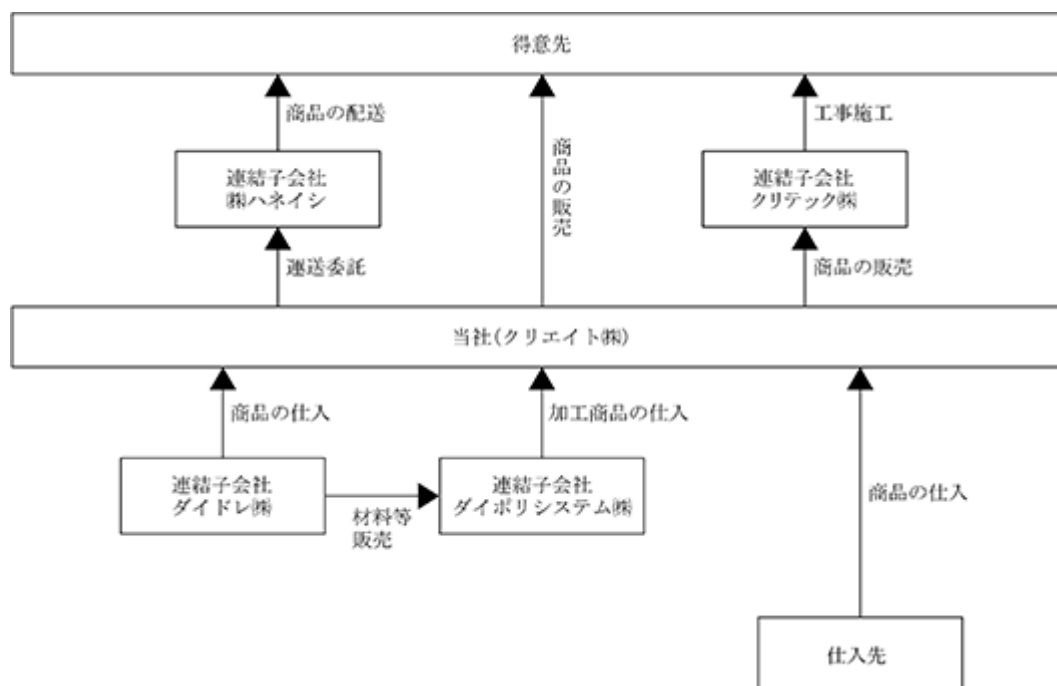 得意先
商品の配送
商品の販売
工事施工
連結子会社
㈱ハネイシ
連結子会社
クリテック㈱
運送委託
商品の販売
当社(クリエイト㈱)
商品の仕入
加工商品の仕入
商品の仕入
連結子会社
ダイドレ㈱
材料等
販売
連結子会社
ダイポリシステム㈱
仕入先